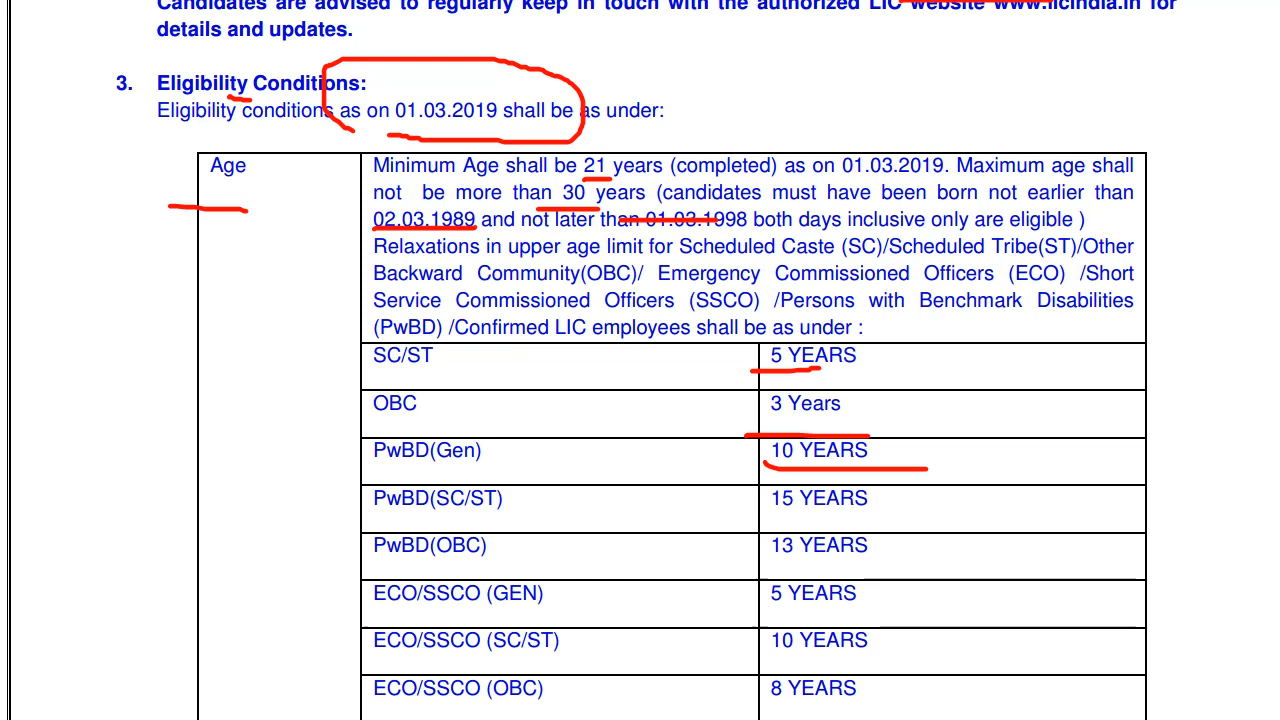 Candidates are advised to regularly keep in touch with the authorized LIC website www.licindia.in for
details and updates.
3. Eligibility Conditions:
Eligibility conditions as on 01.03.2019 shall be as under:
Age
Minimum Age shall be 21 years (completed) as on 01.03.2019. Maximum age shall
not be more than 30 years (candidates must have been born not earlier than
02.03.1989 and not later than 01.03.1998 both days inclusive only are eligible )
Relaxations in upper age limit for Scheduled Caste (SC)/Scheduled Tribe(ST)/Other
Backward Community(OBC)/ Emergency Commissioned Officers (ECO) /Short
Service Commissioned Officers (SSCO) /Persons with Benchmark Disabilities
(PwBD) /Confirmed LIC employees shall be as under :
SC/ST 5 YEARS
OBC 3 Years
PwBD(Gen) 10 YEARS
PwBD(SC/ST) 15 YEARS
PwBD(OBC) 13 YEARS
ECO/SSCO (GEN) 5 YEARS
ECO/SSCO (SC/ST) 10 YEARS
ECO/SSCO (OBC) 8 YEARS